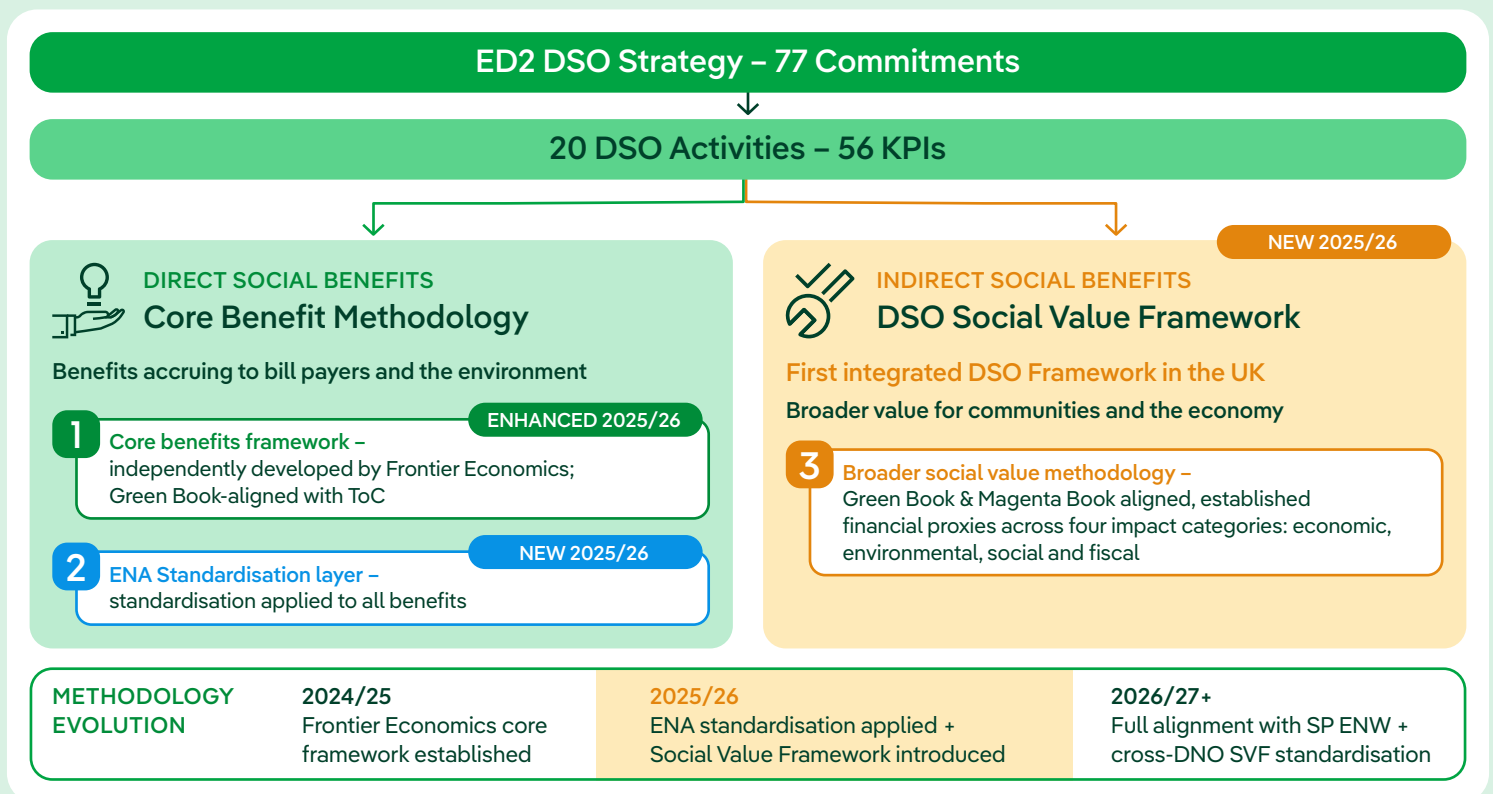 ED2 DSO Strategy – 77 Commitments
20 DSO Activities – 56 KPIs
DIRECT SOCIAL BENEFITS
Core Benefit Methodology
Benefits accruing to bill payers and the environment
ENHANCED 2025/26
1
Core benefits framework –
independently developed by Frontier Economics;
Green Book-aligned with ToC
NEW 2025/26
2
ENA Standardisation layer –
standardisation applied to all benefits
NEW 2025/26
INDIRECT SOCIAL BENEFITS
DSO Social Value Framework
First integrated DSO Framework in the UK
Broader value for communities and the economy
3
Broader social value methodology –
Green Book & Magenta Book aligned, established
financial proxies across four impact categories: economic,
environmental, social and fiscal
METHODOLOGY
EVOLUTION
2024/25
Frontier Economics core
framework established
2025/26
ENA standardisation applied +
Social Value Framework introduced
2026/27+
Full alignment with SP ENW +
cross-DNO SVF standardisation